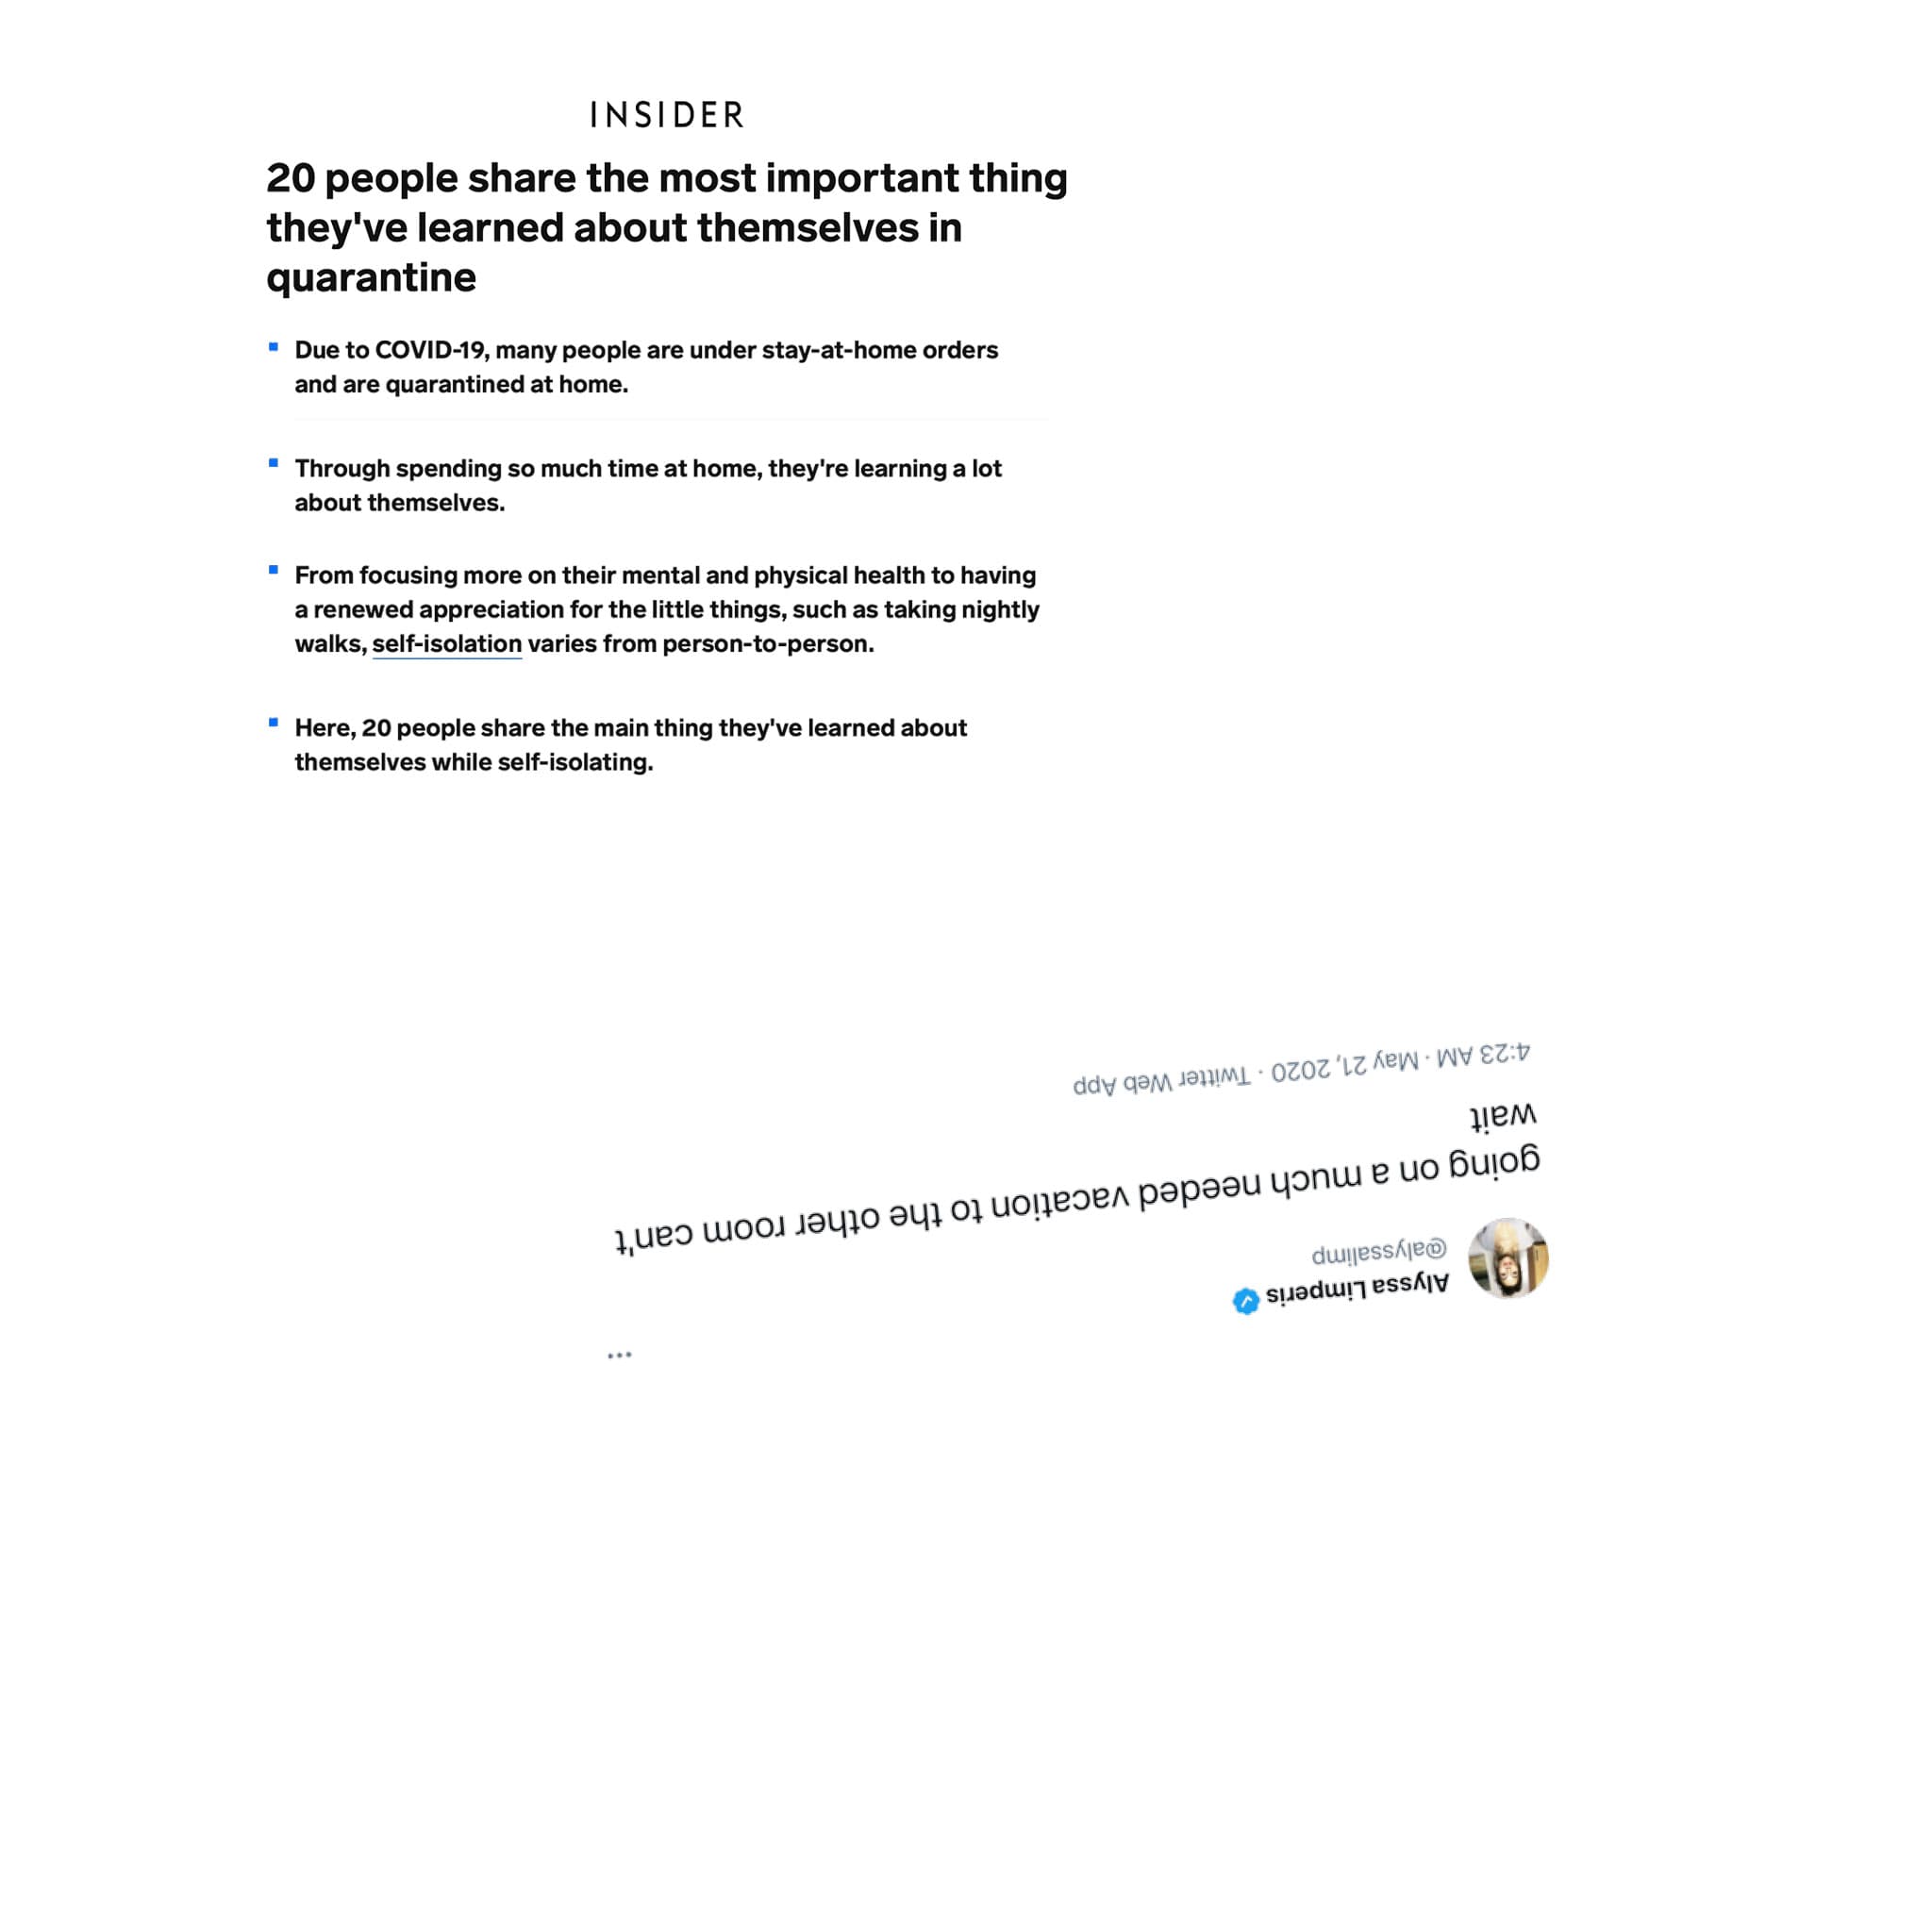 INSIDER
20 people share the most important thing
they've learned about themselves in
quarantine
Due to COVID-19, many people are under stay-at-home orders
and are quarantined at home.
Through spending so much time at home, they're learning a lot
about themselves.
From focusing more on their mental and physical health to having
a renewed appreciation for the little things, such as taking nightly
walks, self-isolation varies from person-to-person.
Here, 20 people share the main thing they've learned about
themselves while self-isolating.
Alyssa Limperis
@alyssalimp
going on a much needed vacation to the other room can't
wait
4:23 AM · May 21, 2020 · Twitter Web App